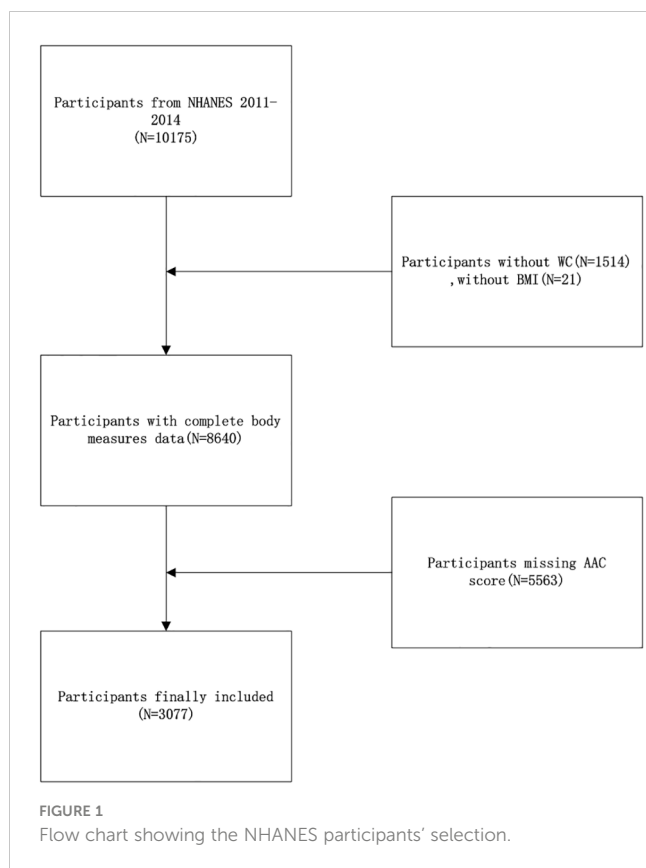 Participants from NHANES 2011-
2014
(N=10175)
Participants without WC(N=1514)
,without BMI(N=21)
Participants with complete body
measures data(N=8640)
Participants missing AAC
score(N=5563)
Participants finally included
(N=3077)
FIGURE 1
Flow chart showing the NHANES participants’ selection.